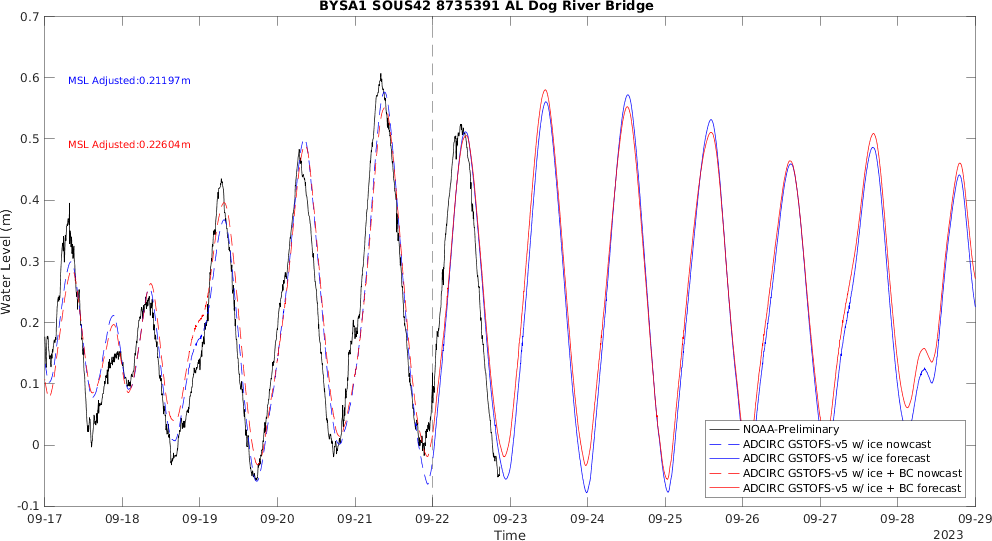 BYSA1 SOUS42 8735391 AL Dog River Bridge
0.7
0.6
0.5
0.4
0.3
0.2
0.1
0
-0.1
Water Level (m)
MSL Adjusted:0.21197m
MSL Adjusted:0.22604m
NOAA-Preliminary
ADCIRC GSTOFS-v5 w/ ice nowcast
ADCIRC GSTOFS-v5 w/ ice forecast
ADCIRC GSTOFS-v5 w/ ice + BC nowcast
ADCIRC GSTOFS-v5 w/ ice + BC forecast
09-17 09-18 09-19 09-20 09-21 09-22 09-23 09-24 09-25 09-26 09-27 09-28 09-29
Time
2023